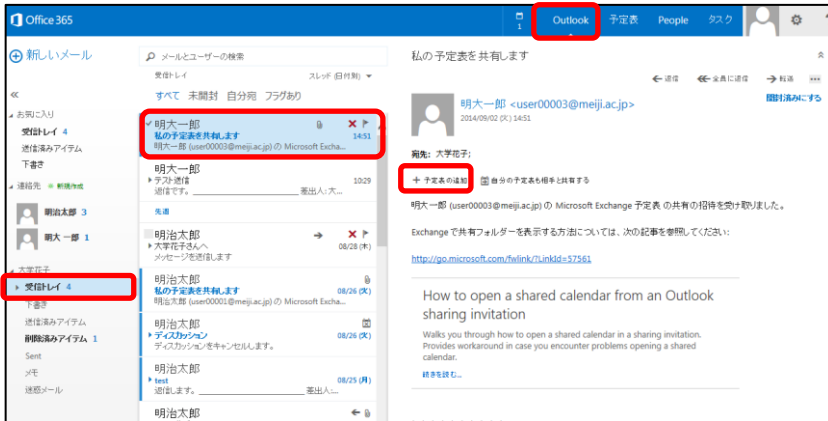 Office 365
1
Outlook
予定表
People
タスク
新しいメール
メールとユーザーの検索
受信トレイ
スレッド (日付別)
すべて 未開封 自分宛 フラグあり
お気に入り
受信トレイ 4
送信済みアイテム
下書き
連絡先
新規作成
明治太郎 3
明大 一郎 1
大学花子
受信トレイ 4
下書き
送信済みアイテム
削除済みアイテム 1
Sent
メモ
迷惑メール
明大一郎
私の予定表を共有します
14:51
明大一郎 (user00003@meiji.ac.jp) の Microsoft Excha...
明大一郎
テスト送信
10:29
返信です。 差出人:大...
先週
明治太郎
大学花子さんへ
08/28 (木)
メッセージを送信します
明治太郎
私の予定表を共有します
08/26 (火)
明治太郎 (user00001@meiji.ac.jp) の Microsoft Excha...
明治太郎
ディスカッション
08/26 (火)
ディスカッションをキャンセルします。
明治太郎
test
08/25 (月)
返信します。 差出人:...
明治太郎
私の予定表を共有します
返信
全員に返信
転送
開封済みにする
明大一郎 <user00003@meiji.ac.jp>
2014/09/02 (火) 14:51
宛先: 大学花子;
+ 予定表の追加
自分の予定表も相手と共有する
明大一郎 (user00003@meiji.ac.jp) の Microsoft Exchange 予定表 の共有の招待を受け取りました。
Exchange で共有フォルダーを表示する方法については、次の記事を参照してください:
http://go.microsoft.com/fwlink/?LinkId=57561
How to open a shared calendar from an Outlook
sharing invitation
Walks you through how to open a shared calendar in a sharing invitation.
Provides workaround in case you encounter problems opening a shared
calendar.
続きを読む...